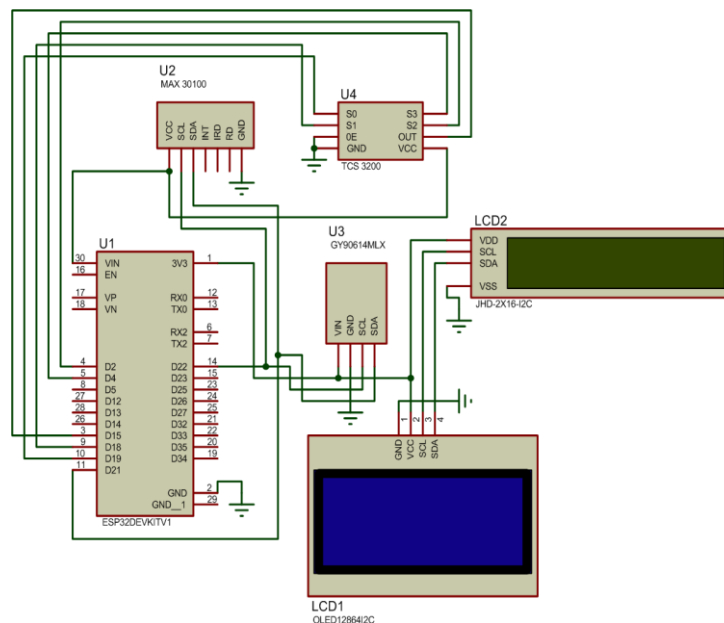 U2
MAX 30100
VCC
SCL
SDA
INT
IRD
RD
GND
U4
S0
S1
0E
GND
S3
S2
OUT
VCC
TCS 3200
U1
30 VIN
16 EN
17 VP
18 VN
4 D2
5 D4
8 D5
27 D12
28 D13
26 D14
3 D15
9 D18
10 D19
11 D21
3V3 1
RX0 12
TX0 13
RX2 6
TX2 7
D22 14
D23 15
D25 23
D26 24
D27 25
D32 21
D33 22
D35 20
D34 19
GND 2
GND__1 29
ESP32DEVKITV1
U3
GY90614MLX
VIN
GND
SCL
SDA
LCD2
VDD
SCL
SDA
VSS
JHD-2X16-I2C
1
2
3
4
GND
VCC
SCL
SDA
LCD1
OLED12864I2C